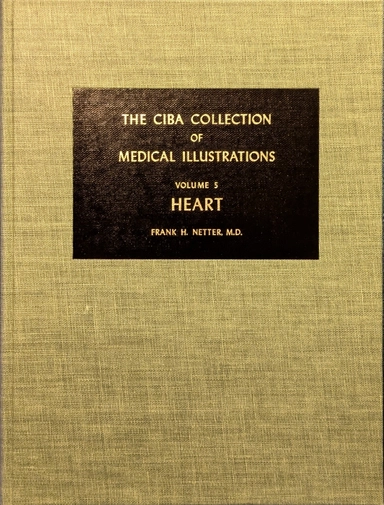 THE CIBA COLLECTION
OF
MEDICAL ILLUSTRATIONS
VOLUME 5
HEART
FRANK H. NETTER, M.D.